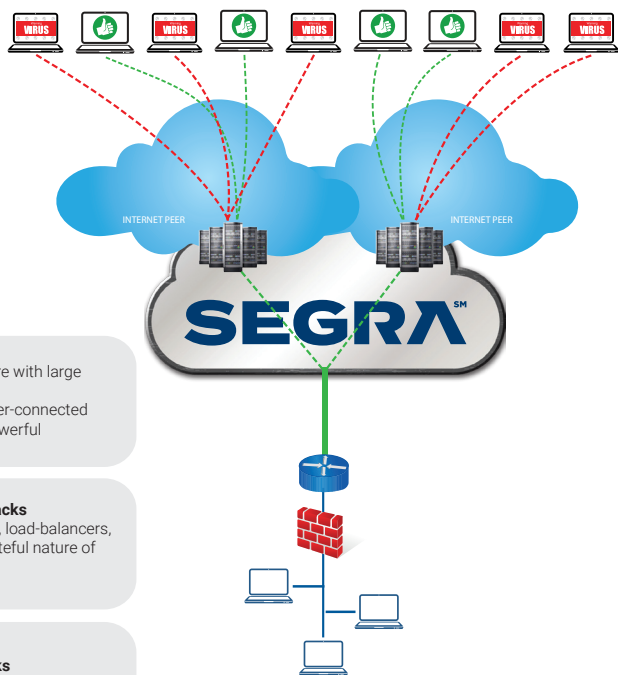 VIRUS
VIRUS
VIRUS
VIRUS
VIRUS
INTERNET PEER
INTERNET PEER
SEGRA SM
re with large
er-connected
werful
acks
, load-balancers,
teful nature of
ks